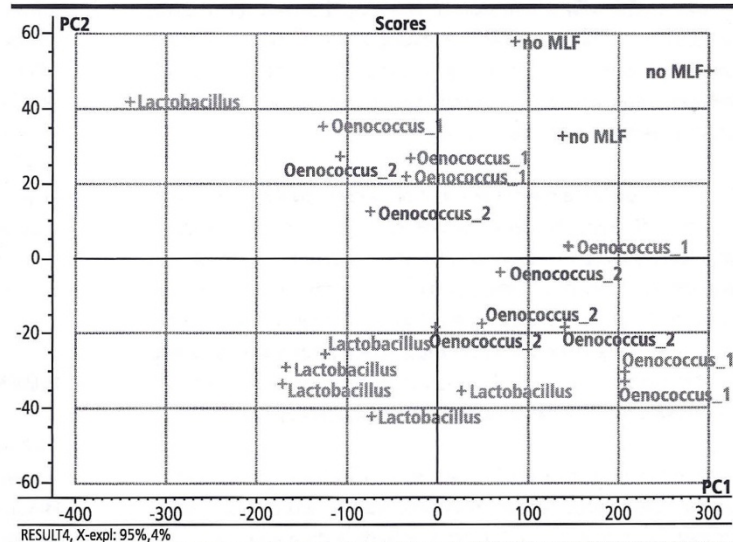 PC2 Scores
60
no MLF
no MLF
40
Lactobacillus
Oenococcus_1
no MLF
Oenococcus_1
Oenococcus_2
Oenococcus_1
20
Oenococcus_2
Oenococcus_1
0
Oenococcus_2
Oenococcus_2
-20
Lactobacillus Oenococcus_2 Oenococcus_2
Oenococcus_1
Lactobacillus
Lactobacillus Lactobacillus Oenococcus_1
-40
Lactobacillus
-60
PC1
-400 -300 -200 -100 0 100 200 300
RESULT4, X-expl: 95%,4%